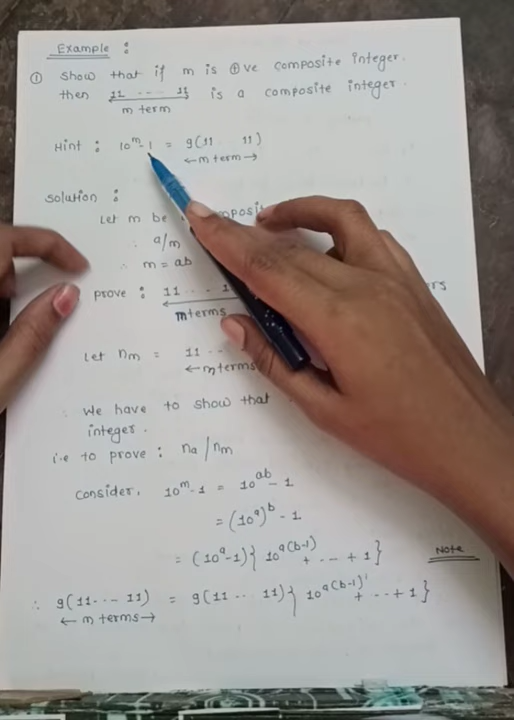 Example :
① Show that if m is ⊕ve composite integer.
then 11 ---- 11 is a composite integer.
m term
Hint : 10^m - 1 = 9(11 11)
← m term →
Solution :
Let m be composit
∴ a/m
∴ m = ab
prove : 11 -- 1 rs
m terms
Let n_m = 11 --
← m terms
∴ We have to show that
integer.
i.e to prove : n_a / n_m
Consider, 10^m - 1 = 10^ab - 1
= (10^a)^b - 1
= (10^a - 1) { 10^a(b-1) + -- + 1 }
Note
∴ 9(11 --- 11) = 9(11 -- 11) { 10^a(b-1) + -- + 1 }
← m terms →